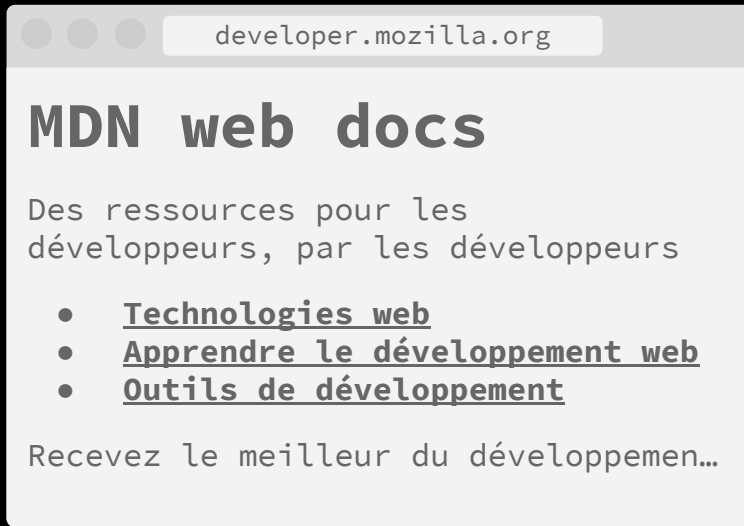 developer.mozilla.org
MDN web docs
Des ressources pour les
développeurs, par les développeurs
● Technologies web
● Apprendre le développement web
● Outils de développement
Recevez le meilleur du développemen…